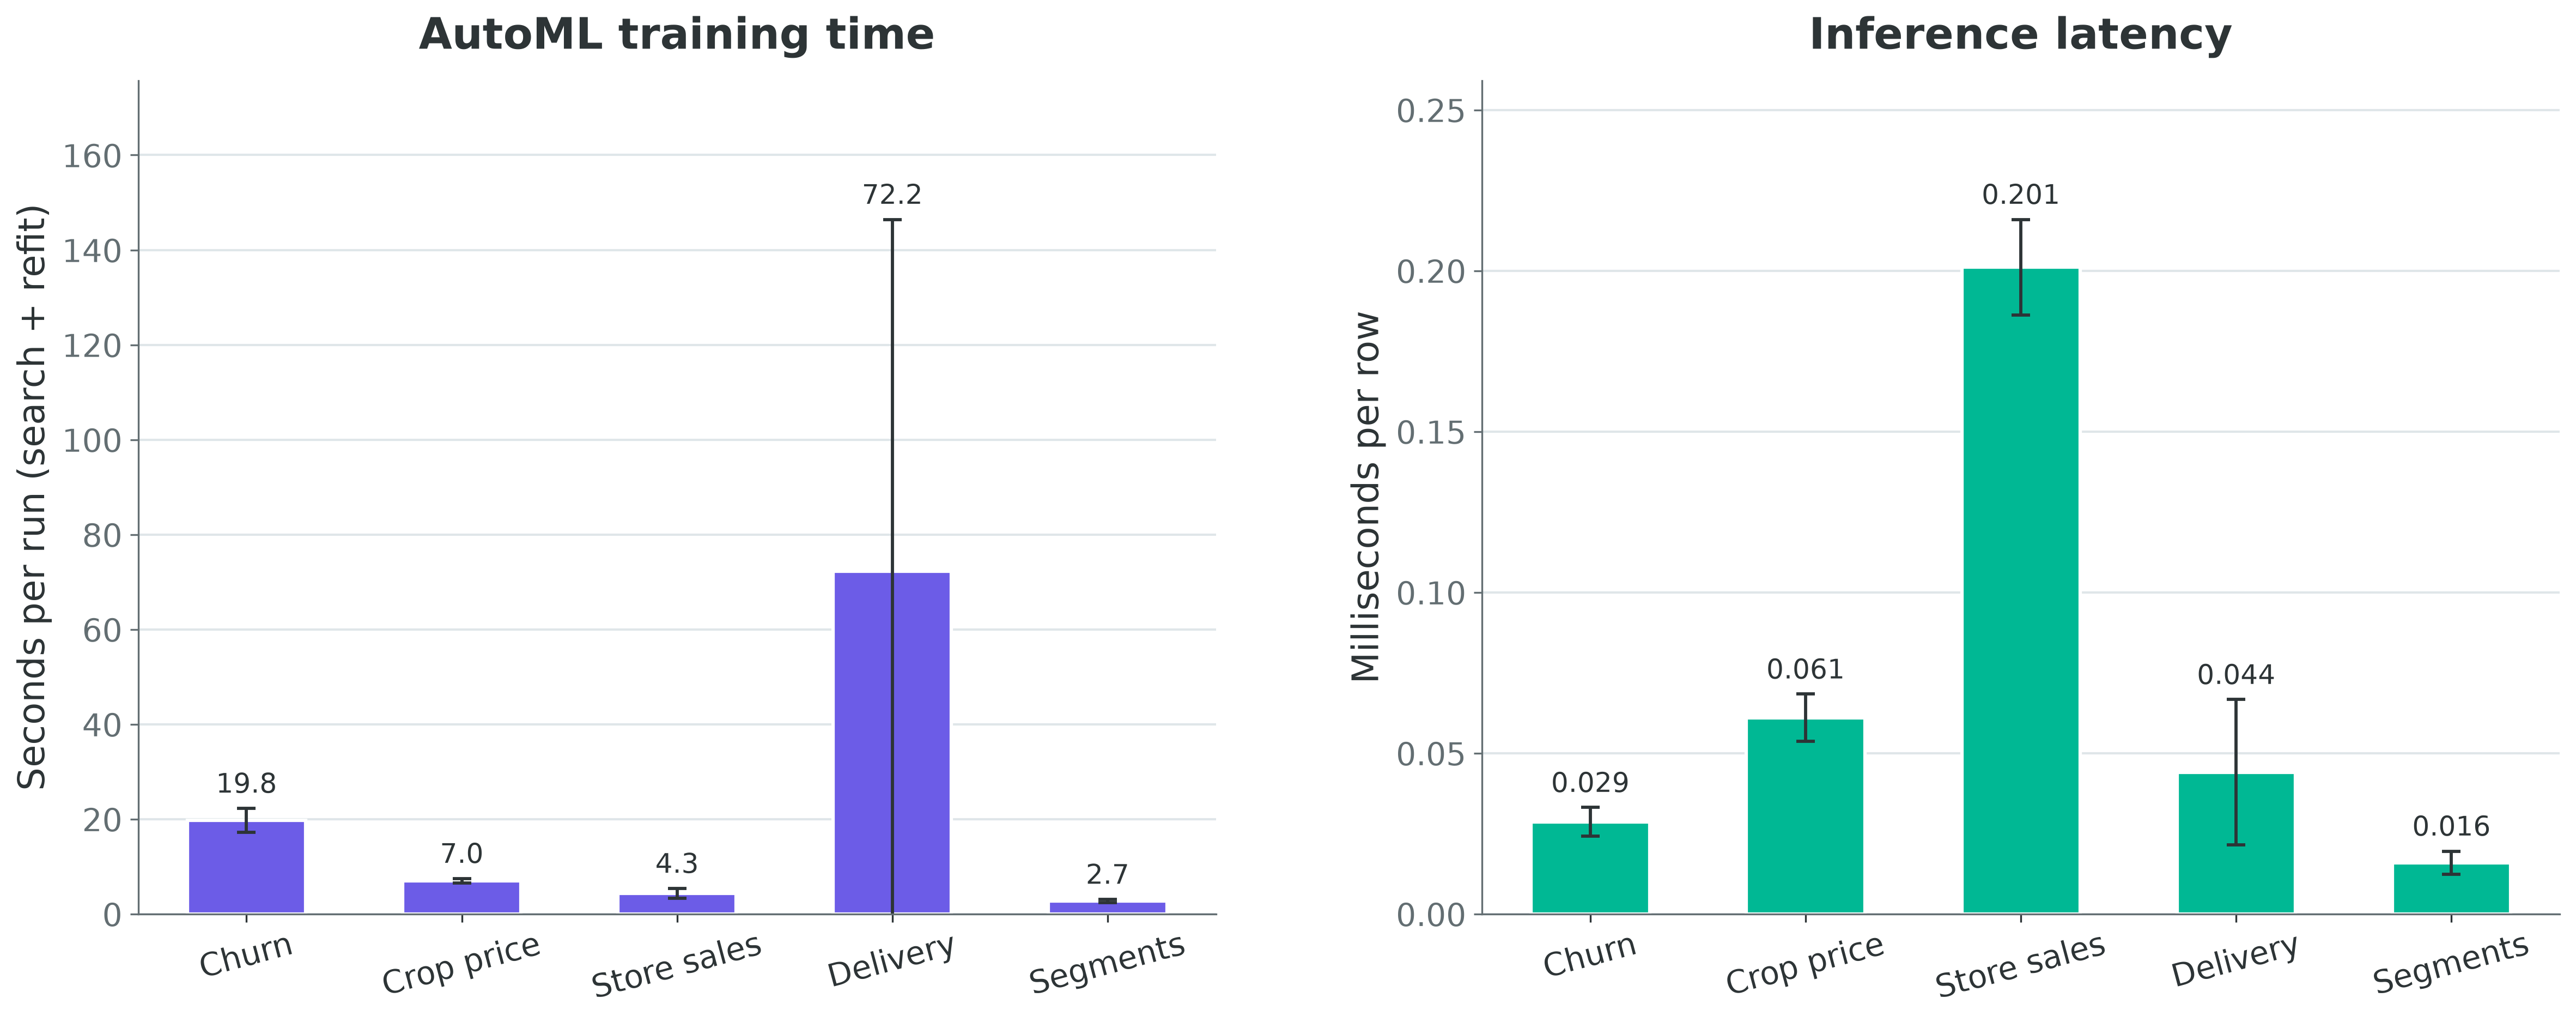 AutoML training time
Seconds per run (search + refit)
160
140
120
100
80
60
40
20
0
19.8
7.0
4.3
72.2
2.7
Churn
Crop price
Store sales
Delivery
Segments
Inference latency
Milliseconds per row
0.25
0.20
0.15
0.10
0.05
0.00
0.029
0.061
0.201
0.044
0.016
Churn
Crop price
Store sales
Delivery
Segments